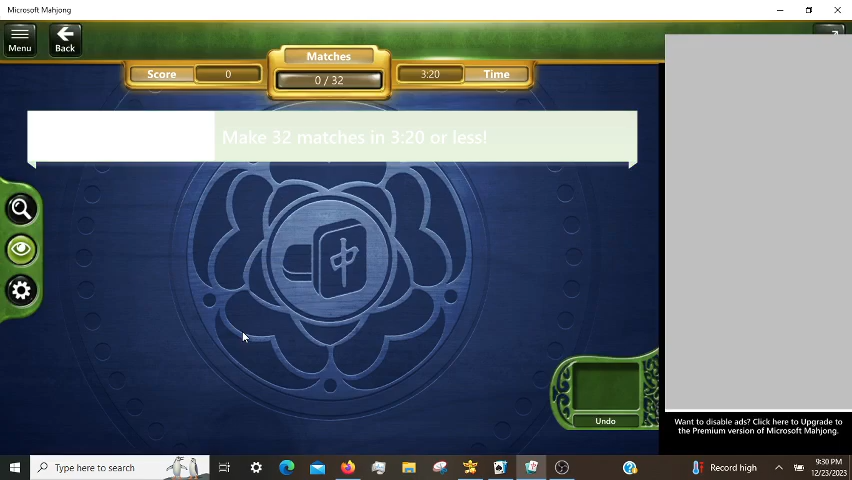 Microsoft Mahjong
Menu
Back
Matches
Score
0
0 / 32
3:20
Time
Make 32 matches in 3:20 or less!
中
Undo
Want to disable ads? Click here to Upgrade to
the Premium version of Microsoft Mahjong.
Type here to search
Record high
9:30 PM
12/23/2023